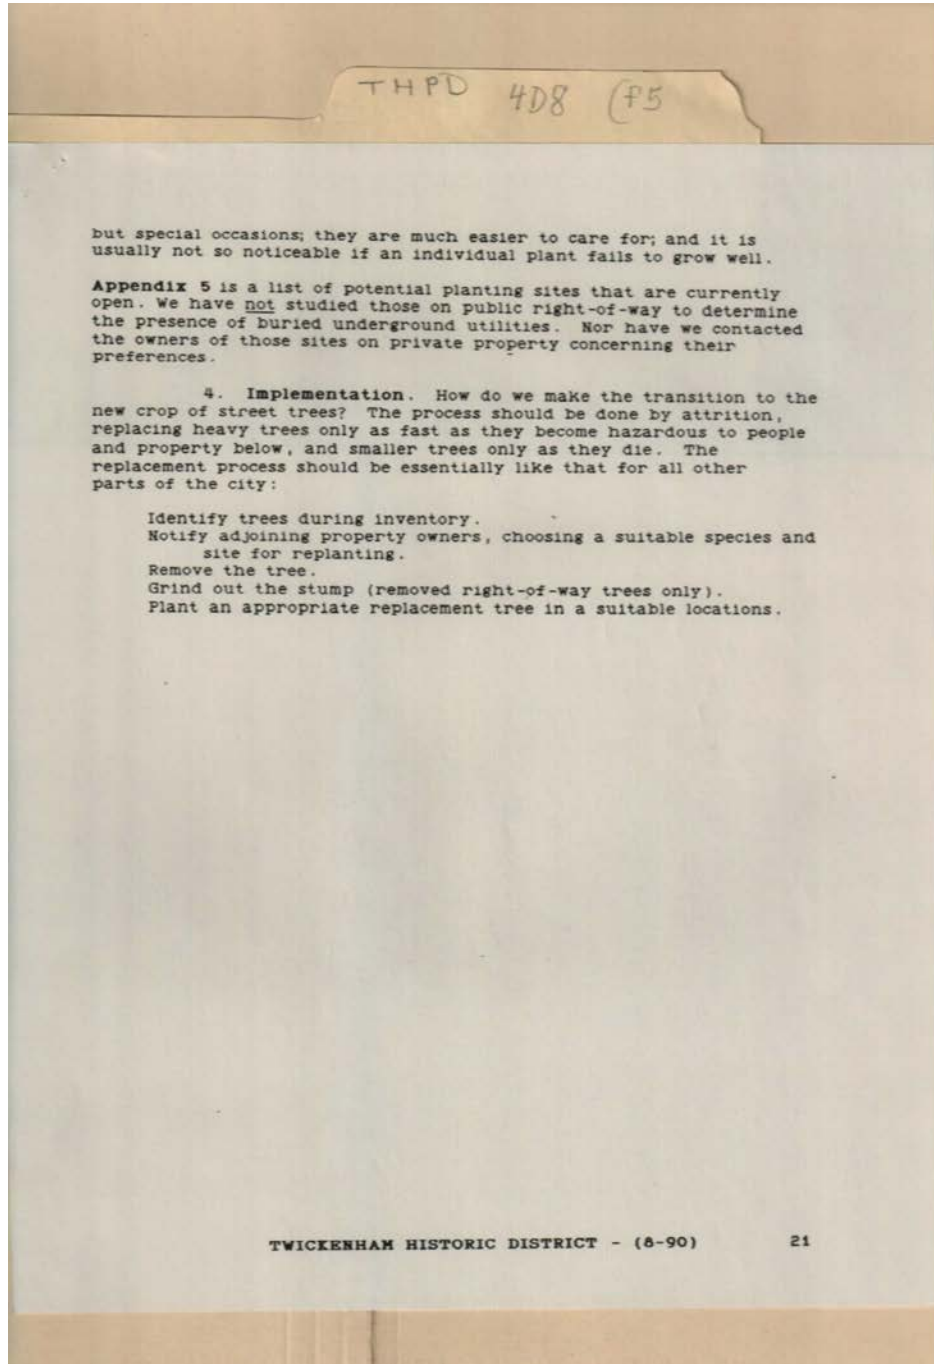 THPD 4D8 (f5
but special occasions; they are much easier to care for; and it is
usually not so noticeable if an individual plant fails to grow well.
Appendix 5 is a list of potential planting sites that are currently
open. We have not studied those on public right-of-way to determine
the presence of buried underground utilities. Nor have we contacted
the owners of those sites on private property concerning their
preferences.
4. Implementation. How do we make the transition to the
new crop of street trees? The process should be done by attrition,
replacing heavy trees only as fast as they become hazardous to people
and property below, and smaller trees only as they die. The
replacement process should be essentially like that for all other
parts of the city:
Identify trees during inventory.
Notify adjoining property owners, choosing a suitable species and
site for replanting.
Remove the tree.
Grind out the stump (removed right-of-way trees only).
Plant an appropriate replacement tree in a suitable locations.
TWICKENHAM HISTORIC DISTRICT - (8-90) 21